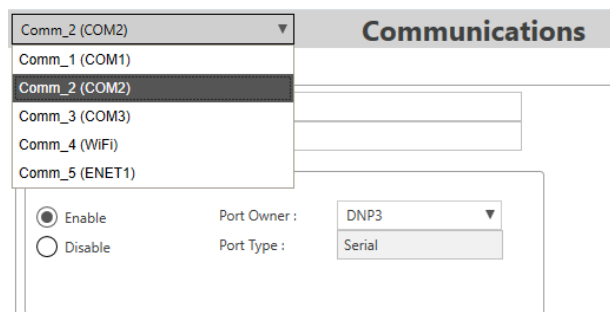 Comm_2 (COM2) Communications
Comm_1 (COM1)
Comm_2 (COM2)
Comm_3 (COM3)
Comm_4 (WiFi)
Comm_5 (ENET1)
Enable Port Owner : DNP3
Disable Port Type : Serial